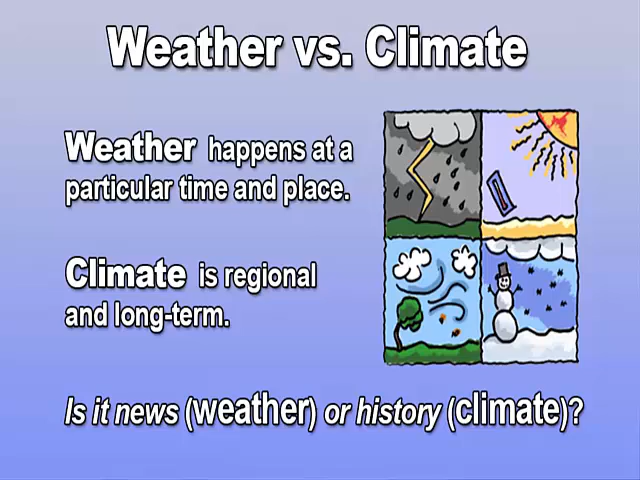 Weather vs. Climate
Weather happens at a
particular time and place.
Climate is regional
and long-term.
Is it news (weather) or history (climate)?